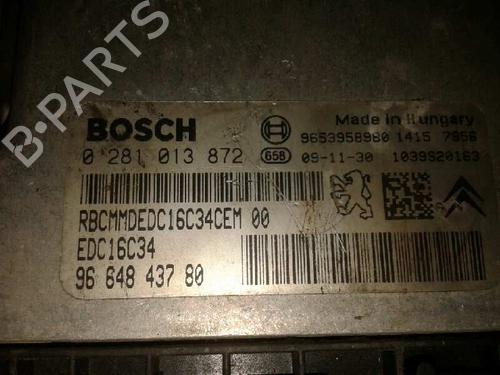 BOSCH
Made in Hungary
9653958980 1415 7956
0 281 013 872
65B
09-11-30 1039S20163
RBCMMDEDC16C34CEM 00
EDC16C34
96 648 437 80
B-PARTS